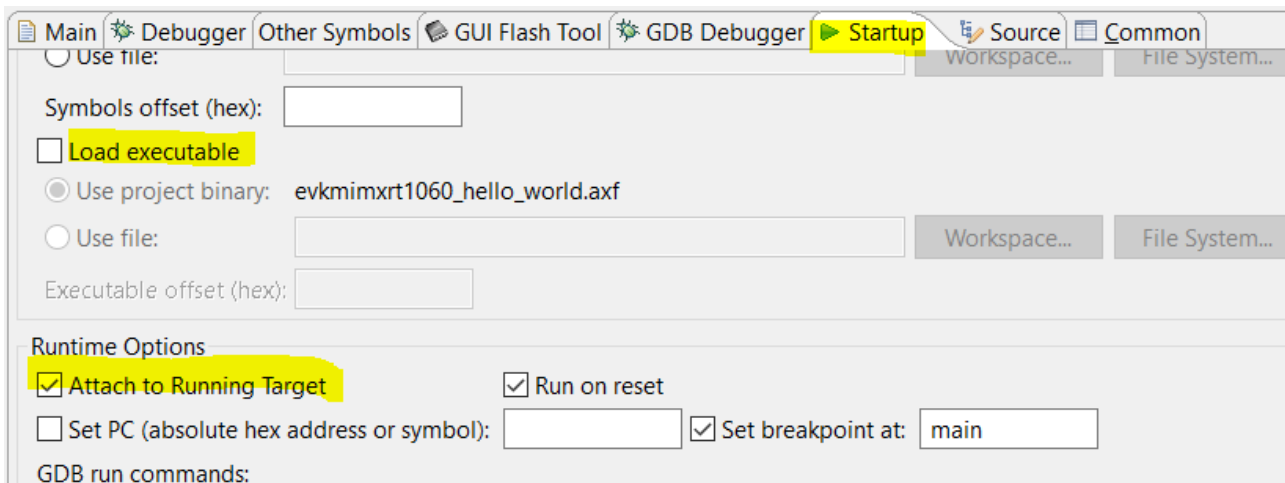 Main Debugger Other Symbols GUI Flash Tool GDB Debugger Startup Source Common
Use file: Workspace... File System...
Symbols offset (hex):
Load executable
Use project binary: evkmimxrt1060_hello_world.axf
Use file: Workspace... File System...
Executable offset (hex):
Runtime Options
Attach to Running Target Run on reset
Set PC (absolute hex address or symbol): Set breakpoint at: main
GDB run commands: